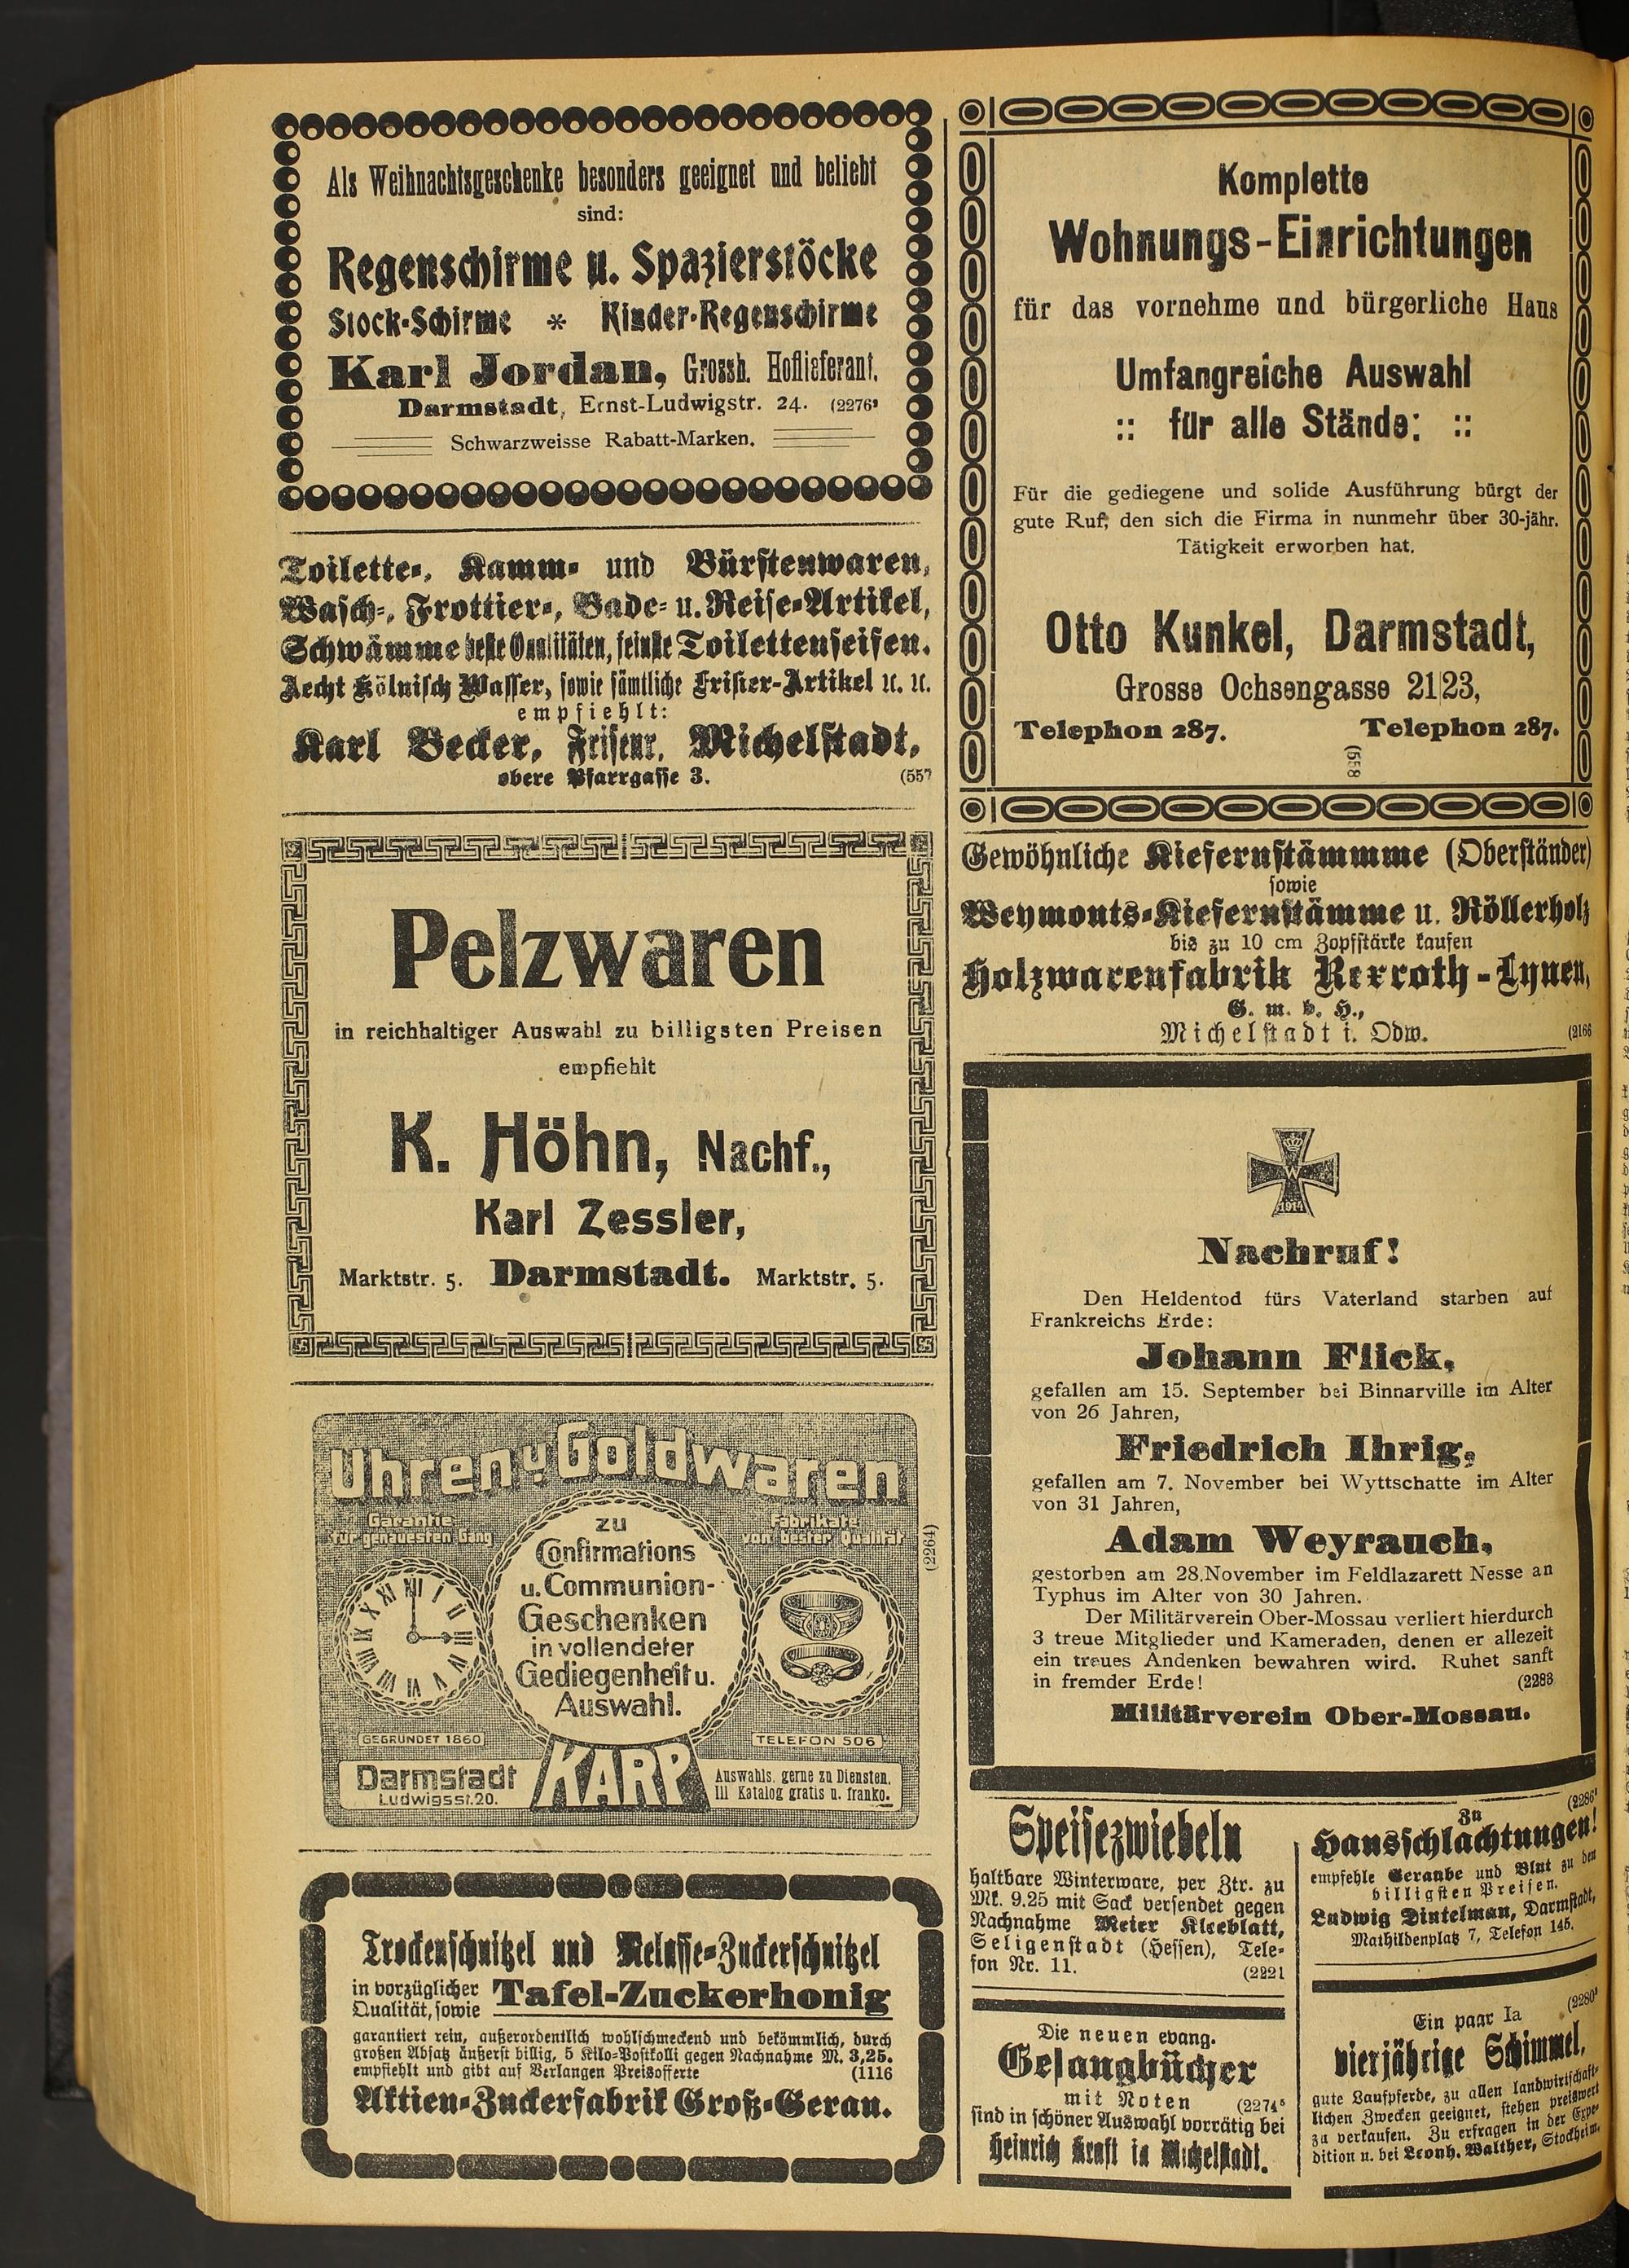 Als Weihnachtsgeschenke besonders geeignet und beliebt
sind:
Regenschirme u. Spazierstöcke
Stock-Schirme * Kinder-Regenschirme
Karl Jordan, Grossh. Hoflieferant.
Darmstadt, Ernst-Ludwigstr. 24. (2276
Schwarzweisse Rabatt-Marken.
Toilette-, Kamm- und Bürstenwaren,
Wasch-, Frottier-, Bade- u. Reise-Artikel,
Schwämme beste Qualitäten, feinste Toilettenseifen.
Aecht Kölnisch Wasser, sowie sämtliche Frisier-Artikel ꝛc. ꝛc.
empfiehlt:
Karl Becker, Friseur, Michelstadt,
obere Pfarrgasse 3. (557
Pelzwaren
in reichhaltiger Auswahl zu billigsten Preisen
empfiehlt
K. Höhn, Nachf.,
Karl Zessler,
Marktstr. 5. Darmstadt. Marktstr. 5.
Uhren u. Goldwaren
Garantie
für genauesten Gang
Fabrikate
von bester Qualität
zu
Confirmations
u. Communion-
Geschenken
in vollendeter
Gediegenheit u.
Auswahl.
GEGRÜNDET 1860
TELEFON 506
KARP
Darmstadt
Ludwigsst. 20.
Auswahls. gerne zu Diensten.
Ill Katalog gratis u. franko.
(2264)
Trockenschnitzel und Melasse-Zuckerschnitzel
in vorzüglicher
Qualität, sowie
Tafel-Zuckerhonig
garantiert rein, außerordentlich wohlschmeckend und bekömmlich, durch
großen Absatz äußerst billig, 5 Kilo-Postkolli gegen Nachnahme M. 3,25.
empfiehlt und gibt auf Verlangen Preisofferte (1116
Aktien-Zuckerfabrik Groß-Gerau.
Komplette
Wohnungs-Einrichtungen
für das vornehme und bürgerliche Haus
Umfangreiche Auswahl
:: für alle Stände: ::
Für die gediegene und solide Ausführung bürgt der
gute Ruf, den sich die Firma in nunmehr über 30-jähr.
Tätigkeit erworben hat.
Otto Kunkel, Darmstadt,
Grosse Ochsengasse 21|23,
Telephon 287. Telephon 287.
(558
Gewöhnliche Kiefernstämmme (Oberständer)
sowie
Weymonts-Kiefernstämme u. Röllerholz
bis zu 10 cm Zopfstärke kaufen
Holzwarenfabrik Rexroth-Lynen,
G. m. b. H.,
Michelstadt i. Odw. (2166
W
1914
Nachruf!
Den Heldentod fürs Vaterland starben auf
Frankreichs Erde:
Johann Flick,
gefallen am 15. September bei Binnarville im Alter
von 26 Jahren,
Friedrich Ihrig,
gefallen am 7. November bei Wyttschatte im Alter
von 31 Jahren,
Adam Weyrauch,
gestorben am 28. November im Feldlazarett Nesse an
Typhus im Alter von 30 Jahren.
Der Militärverein Ober-Mossau verliert hierdurch
3 treue Mitglieder und Kameraden, denen er allezeit
ein treues Andenken bewahren wird. Ruhet sanft
in fremder Erde! (2283
Militärverein Ober-Mossau.
Speisezwiebeln
haltbare Winterware, per Ztr. zu
Mk. 9.25 mit Sack versendet gegen
Nachnahme Meier Kleeblatt,
Seligenstadt (Hessen), Tele-
fon Nr. 11. (2221
Die neuen evang.
Gesangbücher
mit Noten (2274
sind in schöner Auswahl vorrätig bei
Heinrich Kraft in Michelstadt.
(2286
Zu
Hausschlachtungen!
empfehle Geraube und Blut zu den
billigsten Preisen.
Ludwig Dintelman, Darmstadt,
Mathildenplatz 7, Telefon 145.
(2280
Ein paar Ia
vierjährige Schimmel,
gute Laufpferde, zu allen landwirtschaft-
lichen Zwecken geeignet, stehen preiswert
zu verkaufen. Zu erfragen in der Expe-
dition u. bei Leonh. Walther, Stockheim.